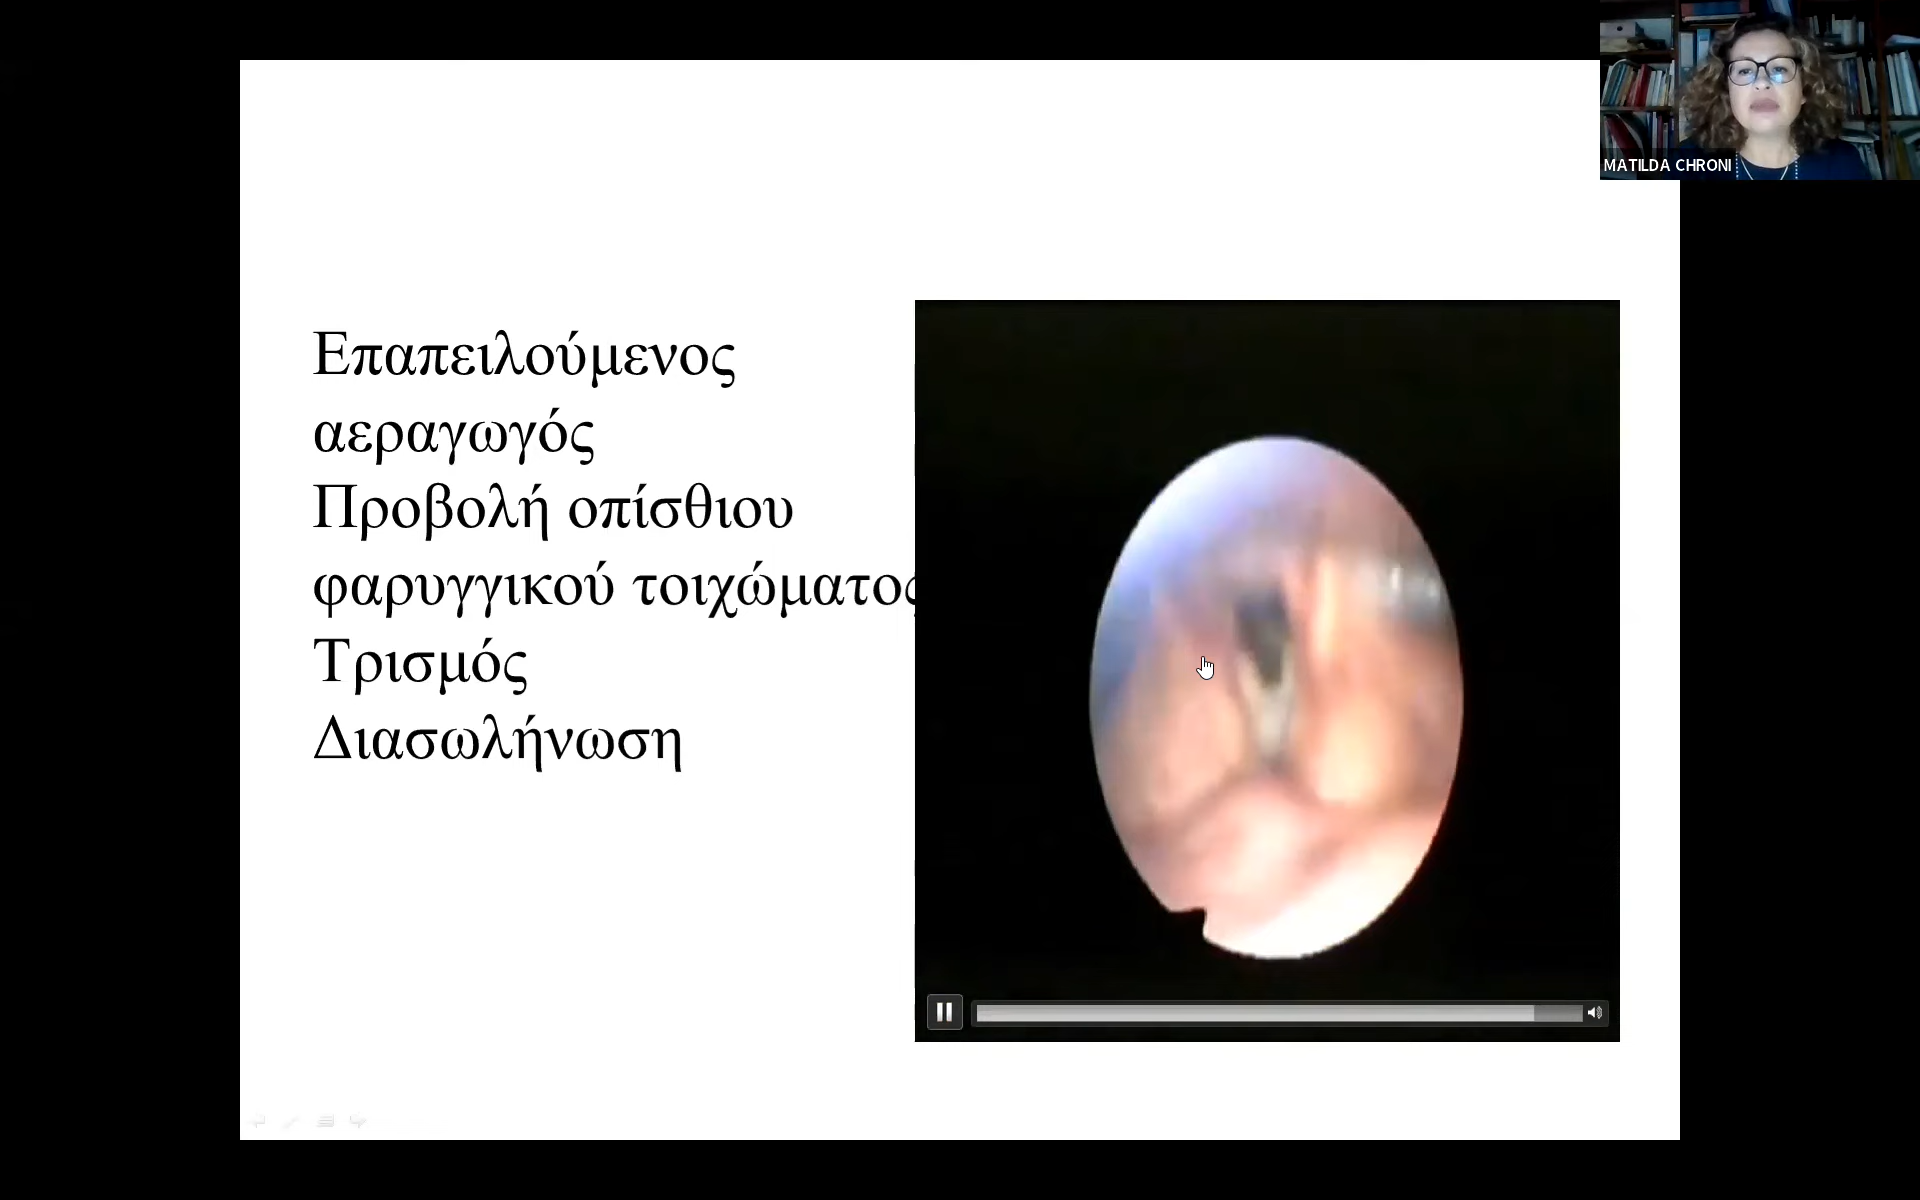 MATILDA CHRONI
Επαπειλούμενος
αεραγωγός
Προβολή οπίσθιου
φαρυγγικού τοιχώματος
Τρισμός
Διασωλήνωση